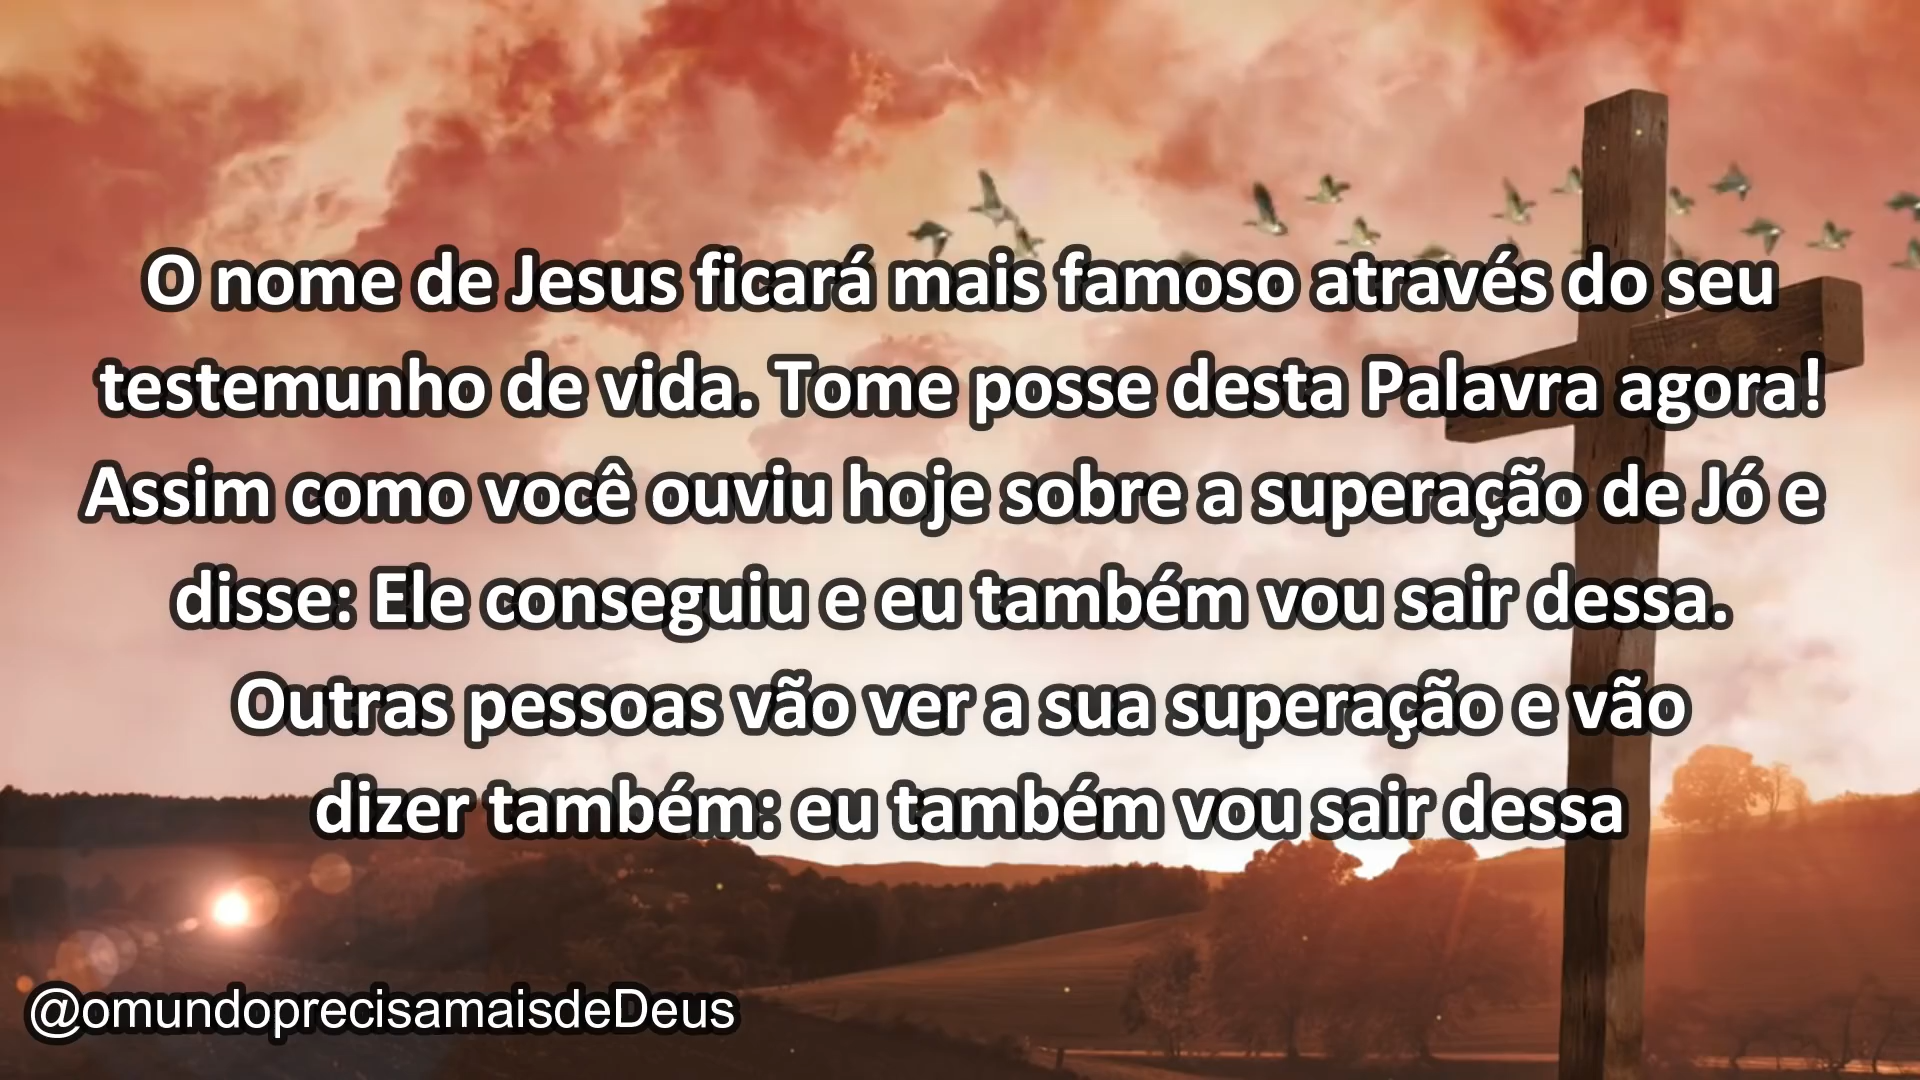 O nome de Jesus ficará mais famoso através do seu
testemunho de vida. Tome posse desta Palavra agora!
Assim como você ouviu hoje sobre a superação de Jó e
disse: Ele conseguiu e eu também vou sair dessa.
Outras pessoas vão ver a sua superação e vão
dizer também: eu também vou sair dessa
@omundoprecisamaisdeDeus